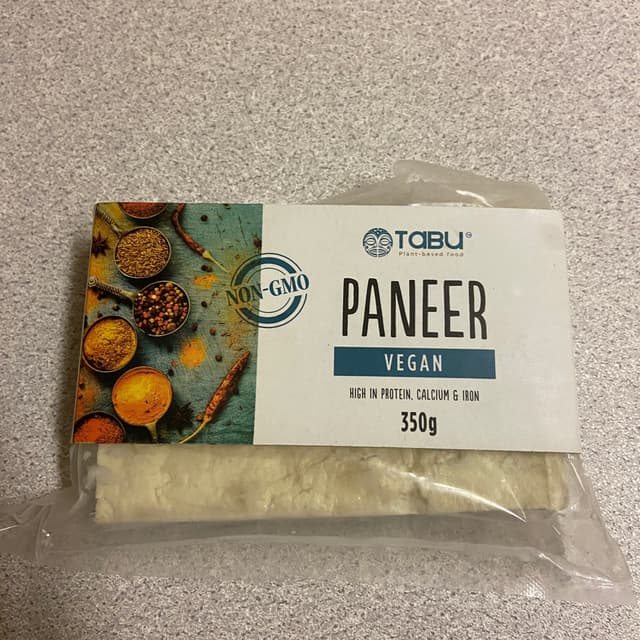 TABU
Plant-based food
NON-GMO
PANEER
VEGAN
HIGH IN PROTEIN, CALCIUM & IRON
350g